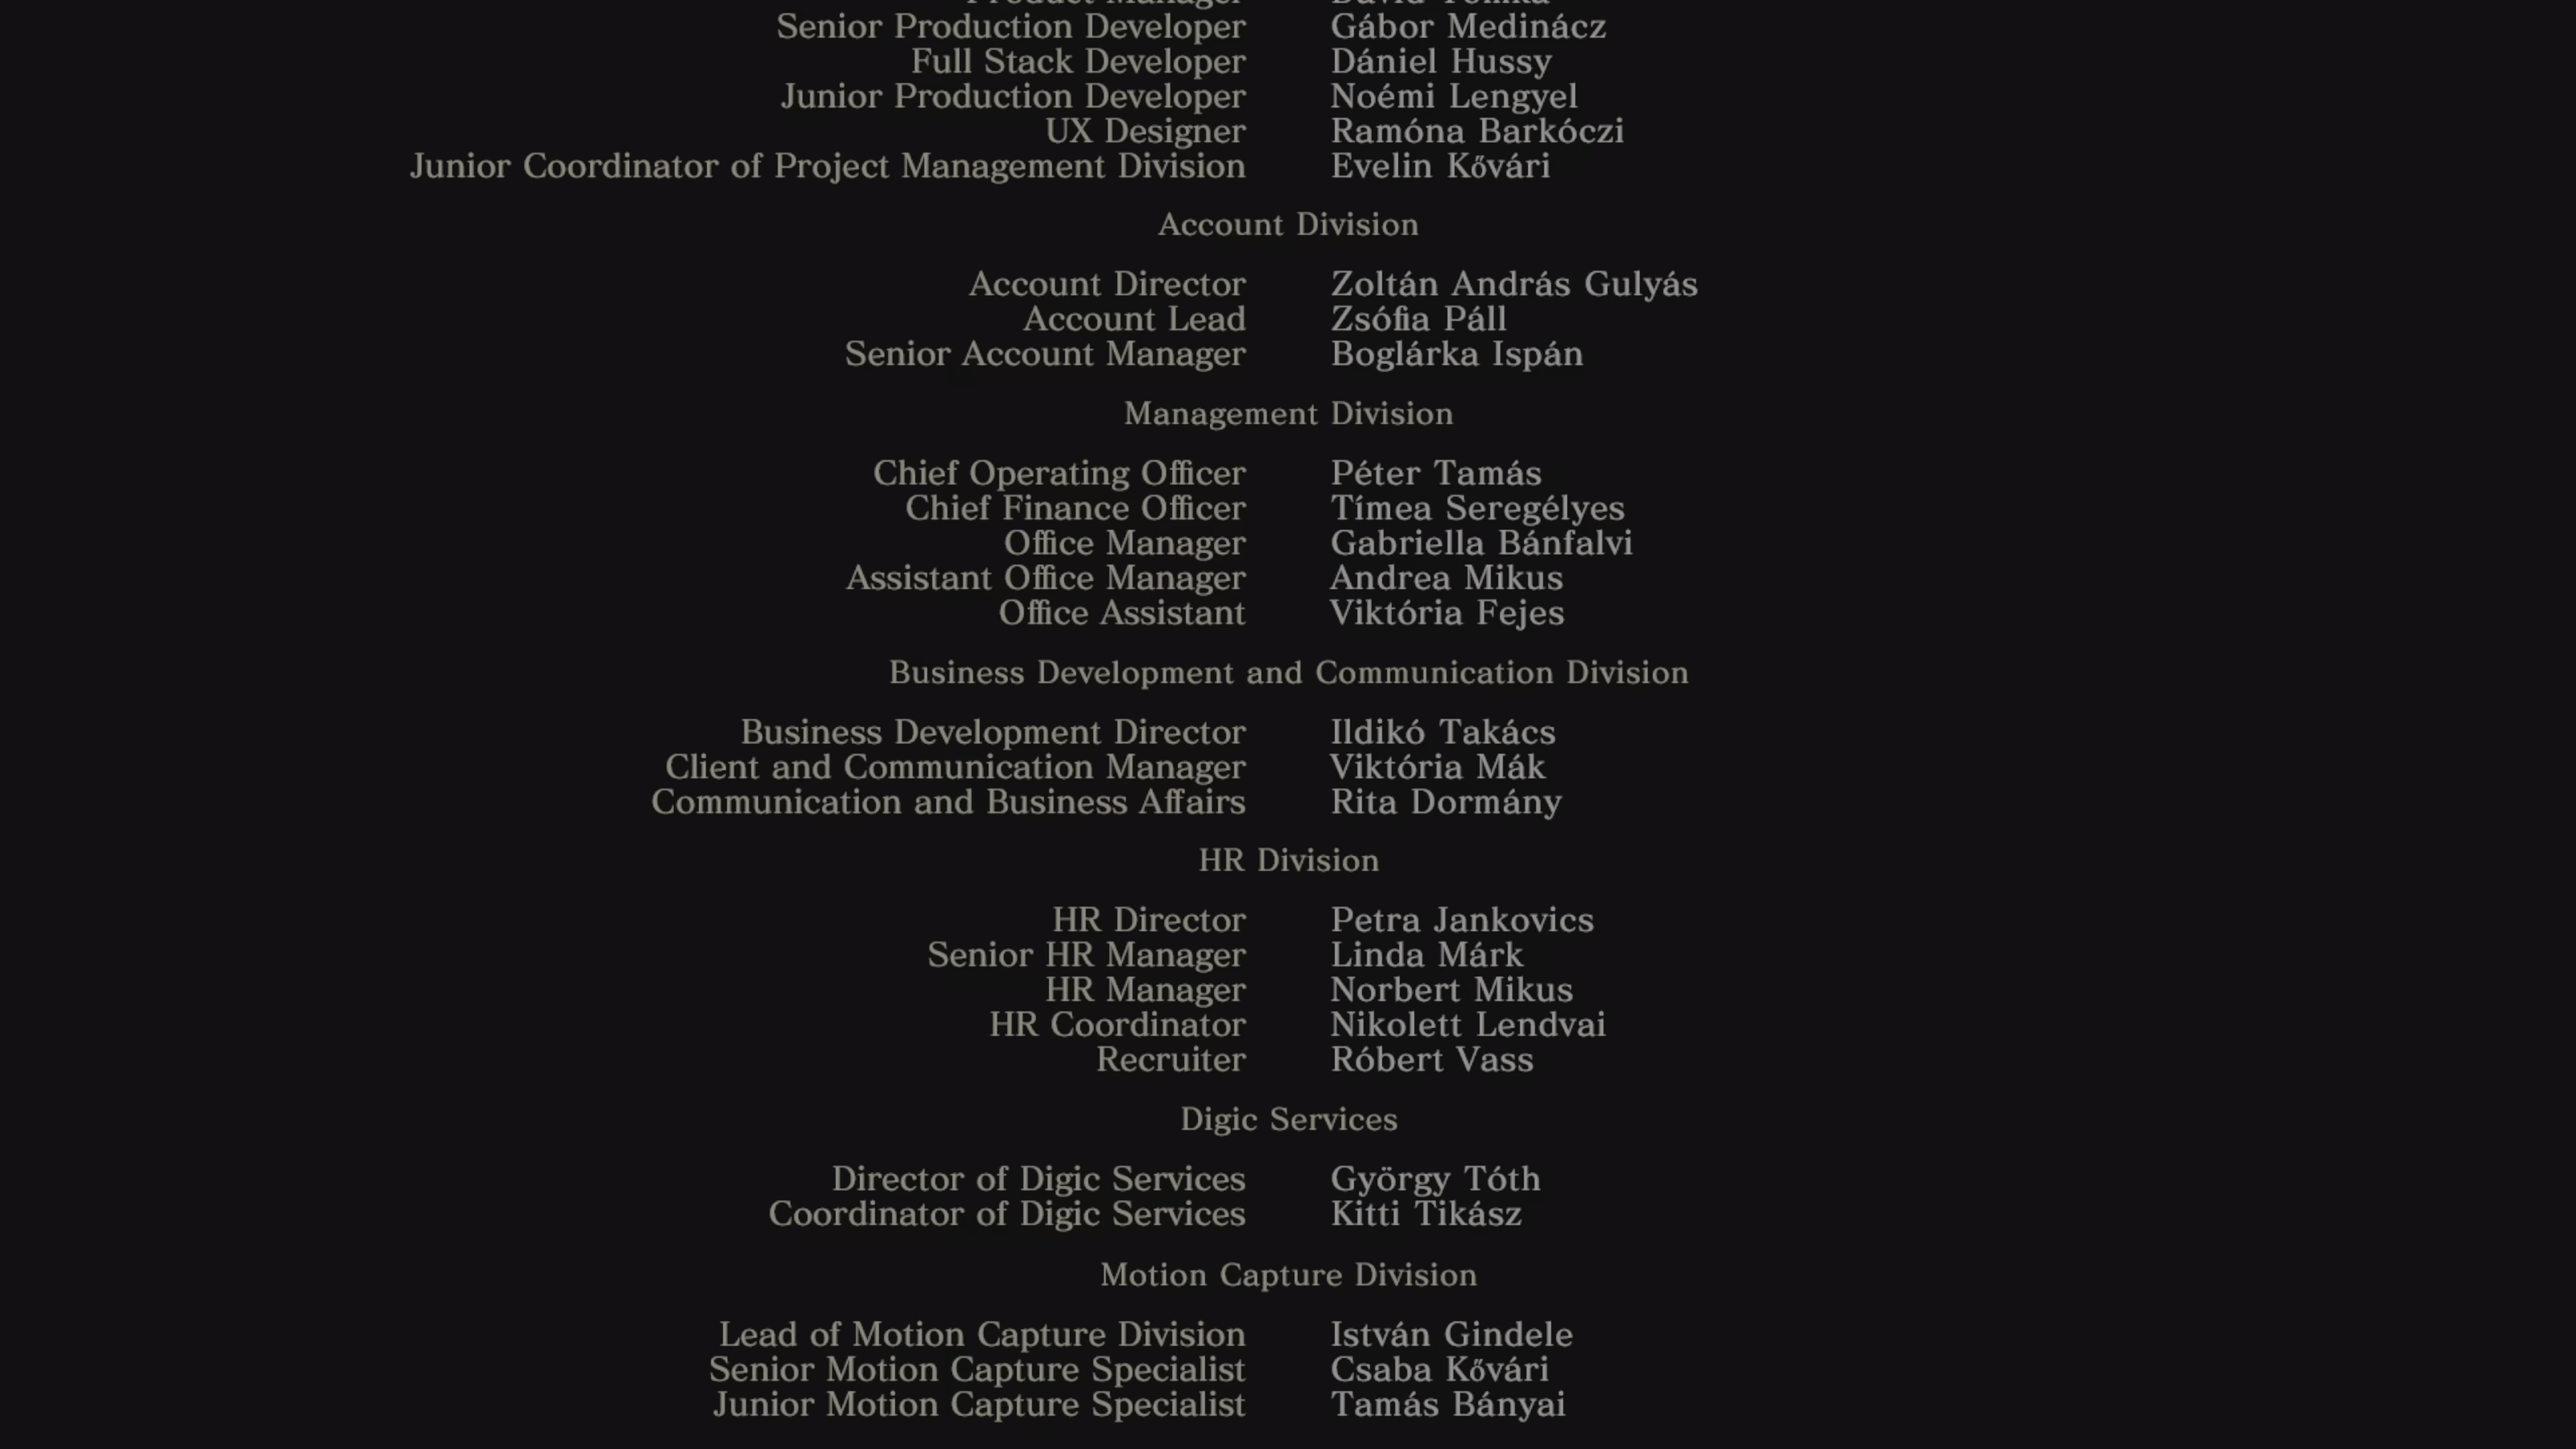 Product Manager
Senior Production Developer Gábor Medinácz
Full Stack Developer Dániel Hussy
Junior Production Developer Noémi Lengyel
UX Designer Ramóna Barkóczi
Junior Coordinator of Project Management Division Evelin Kővári
Account Division
Account Director Zoltán András Gulyás
Account Lead Zsófia Páll
Senior Account Manager Boglárka Ispán
Management Division
Chief Operating Officer Péter Tamás
Chief Finance Officer Tímea Seregélyes
Office Manager Gabriella Bánfalvi
Assistant Office Manager Andrea Mikus
Office Assistant Viktória Fejes
Business Development and Communication Division
Business Development Director Ildikó Takács
Client and Communication Manager Viktória Mák
Communication and Business Affairs Rita Dormány
HR Division
HR Director Petra Jankovics
Senior HR Manager Linda Márk
HR Manager Norbert Mikus
HR Coordinator Nikolett Lendvai
Recruiter Róbert Vass
Digic Services
Director of Digic Services György Tóth
Coordinator of Digic Services Kitti Tikász
Motion Capture Division
Lead of Motion Capture Division István Gindele
Senior Motion Capture Specialist Csaba Kővári
Junior Motion Capture Specialist Tamás Bányai